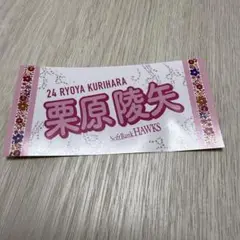 24 RYOYA KURIHARA
栗原陵矢
SoftBank HAWKS